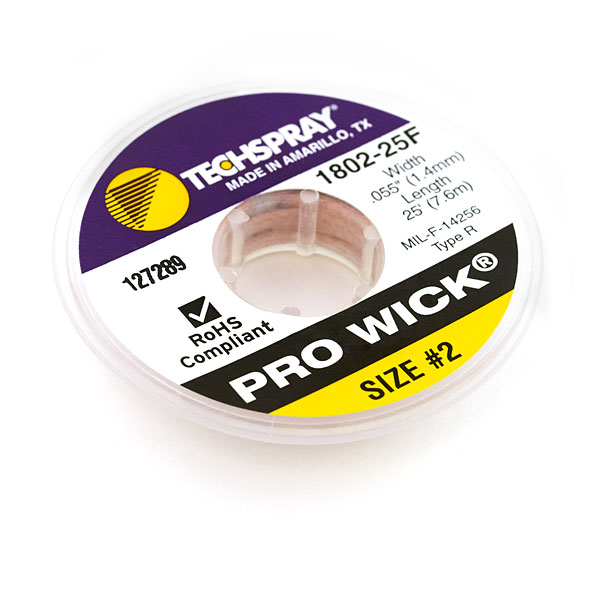 TECHSPRAY®
MADE IN AMARILLO, TX
1802-25F
Width
.055" (1.4mm)
Length
25' (7.6m)
MIL-F-14256
Type R
127289
RoHS
Compliant
PRO WICK®
SIZE #2